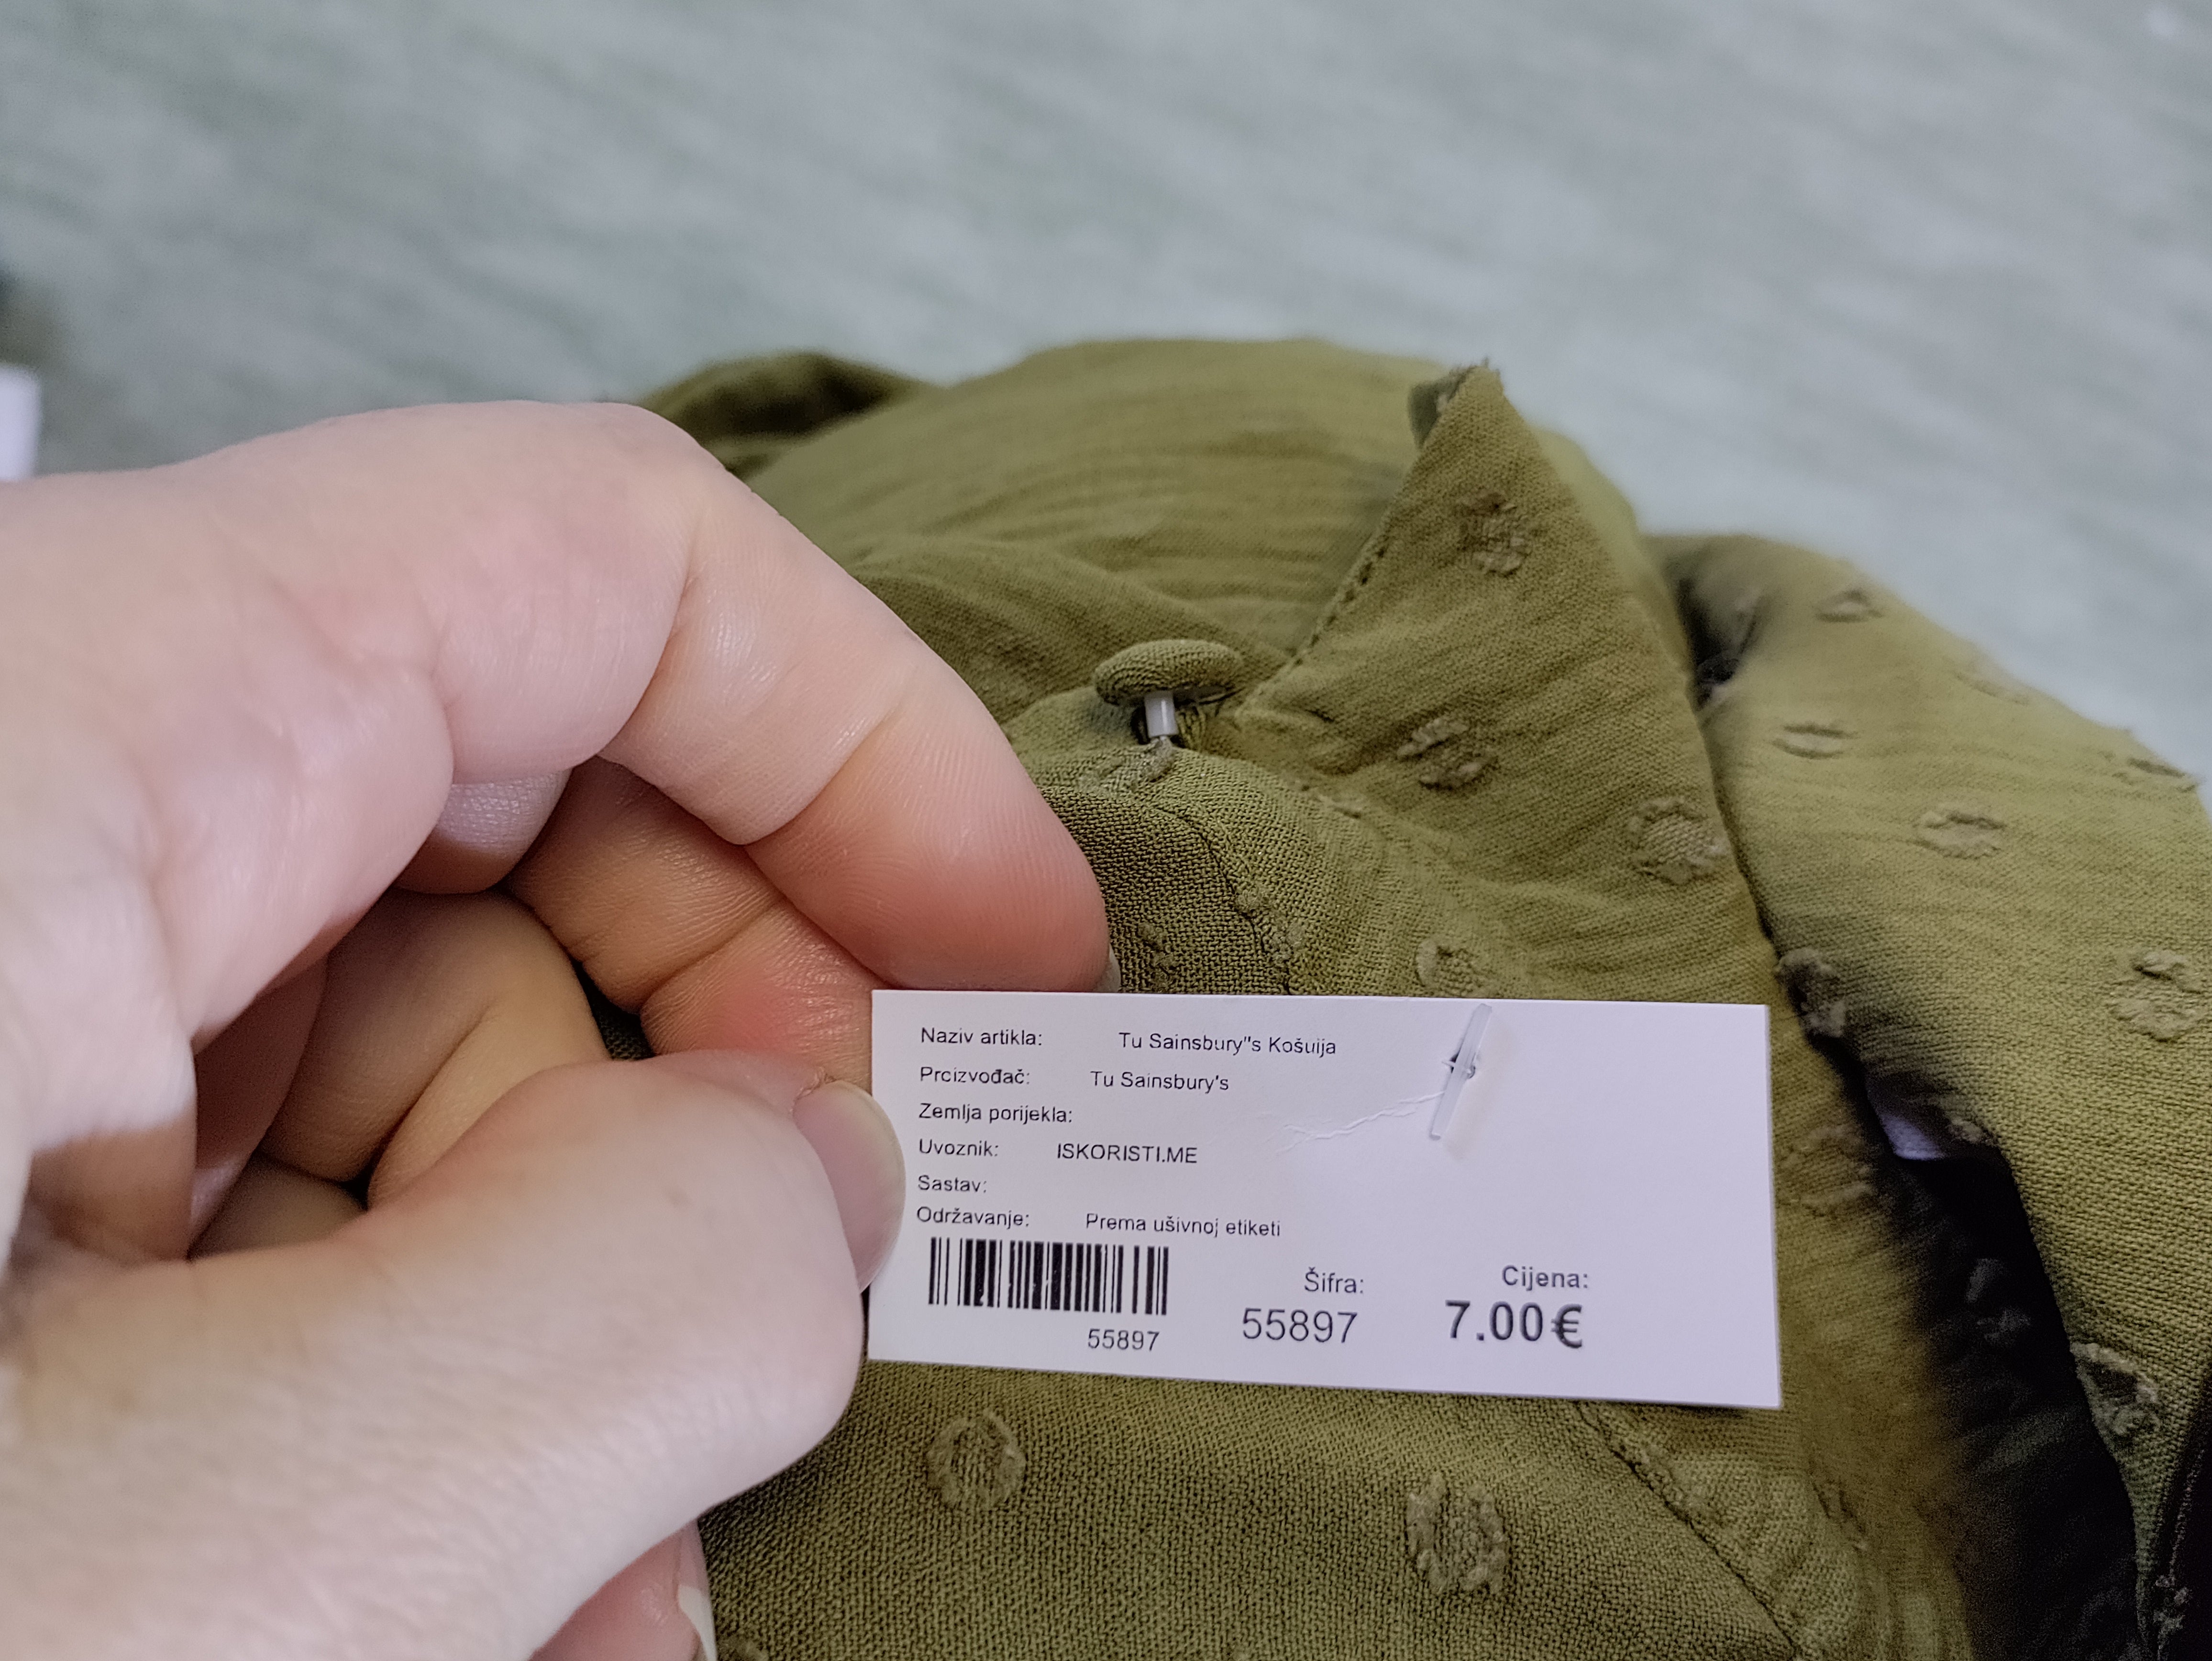 Naziv artikla: Tu Sainsbury"s Košuija
Prcizvođač: Tu Sainsbury's
Zemlja porijekla:
Uvoznik: ISKORISTI.ME
Sastav:
Održavanje: Prema ušivnoj etiketi
55897
Šifra:
55897
Cijena:
7.00€